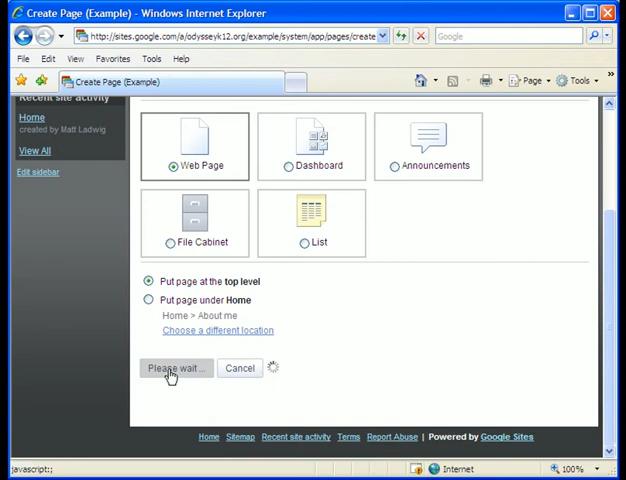 Create Page (Example) - Windows Internet Explorer
http://sites.google.com/a/odysseyk12.org/example/system/app/pages/create
Google
File Edit View Favorites Tools Help
Create Page (Example)
Page Tools
Recent site activity
Home
created by Matt Ladwig
View All
Edit sidebar
Web Page
Dashboard
Announcements
File Cabinet
List
Put page at the top level
Put page under Home
Home > About me
Choose a different location
Please wait ...
Cancel
Home Sitemap Recent site activity Terms Report Abuse | Powered by Google Sites
javascript:;
Internet
100%